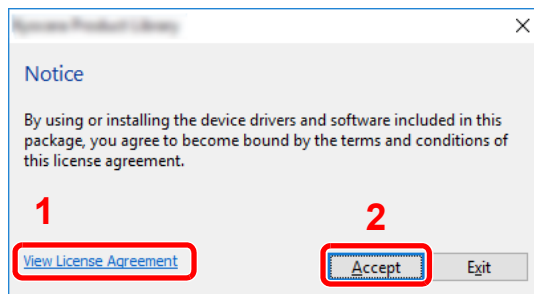 Notice
By using or installing the device drivers and software included in this
package, you agree to become bound by the terms and conditions of
this license agreement.
1
2
View License Agreement
Accept
Exit